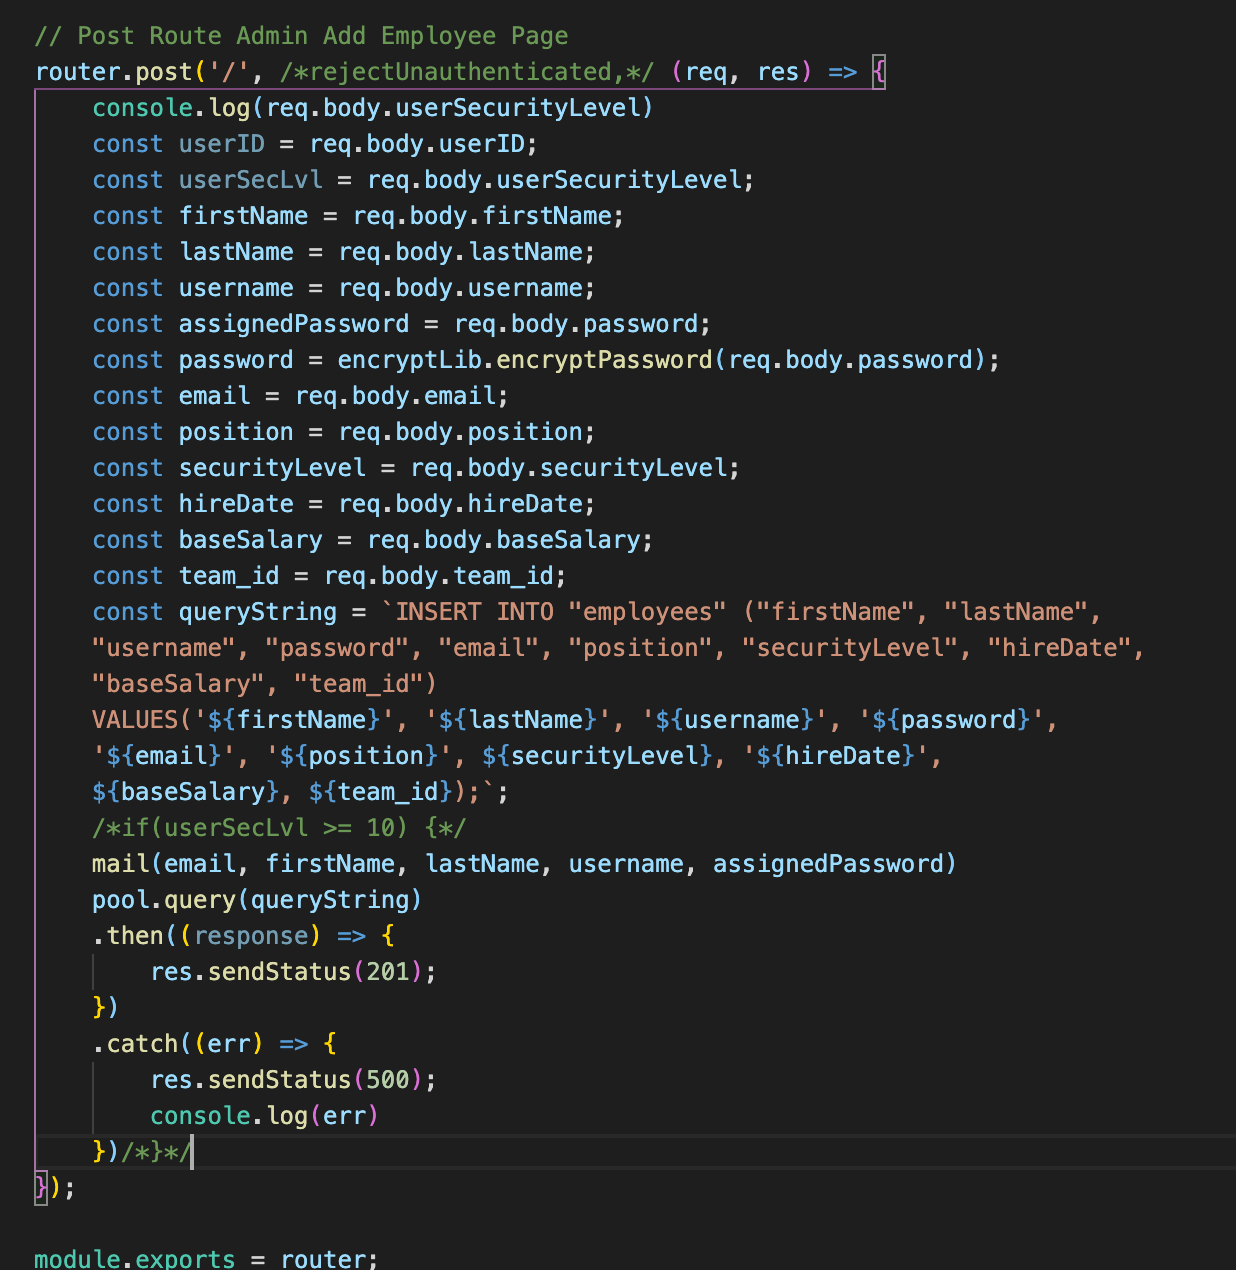 // Post Route Admin Add Employee Page
router.post('/', /*rejectUnauthenticated,*/ (req, res) => {
    console.log(req.body.userSecurityLevel)
    const userID = req.body.userID;
    const userSecLvl = req.body.userSecurityLevel;
    const firstName = req.body.firstName;
    const lastName = req.body.lastName;
    const username = req.body.username;
    const assignedPassword = req.body.password;
    const password = encryptLib.encryptPassword(req.body.password);
    const email = req.body.email;
    const position = req.body.position;
    const securityLevel = req.body.securityLevel;
    const hireDate = req.body.hireDate;
    const baseSalary = req.body.baseSalary;
    const team_id = req.body.team_id;
    const queryString = `INSERT INTO "employees" ("firstName", "lastName",
    "username", "password", "email", "position", "securityLevel", "hireDate",
    "baseSalary", "team_id")
    VALUES('${firstName}', '${lastName}', '${username}', '${password}',
    '${email}', '${position}', ${securityLevel}, '${hireDate}',
    ${baseSalary}, ${team_id});`;
    /*if(userSecLvl >= 10) {*/
    mail(email, firstName, lastName, username, assignedPassword)
    pool.query(queryString)
    .then((response) => {
        res.sendStatus(201);
    })
    .catch((err) => {
        res.sendStatus(500);
        console.log(err)
    })/*}*/
});
module.exports = router;